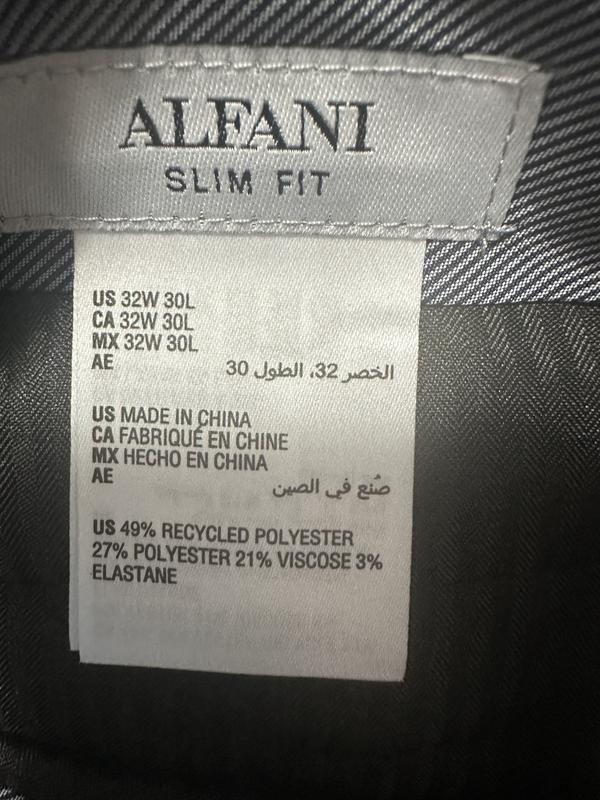 ALFANI
SLIM FIT
US 32W 30L
CA 32W 30L
MX 32W 30L
AE الخصر 32، الطول 30
US MADE IN CHINA
CA FABRIQUÉ EN CHINE
MX HECHO EN CHINA
AE صُنع في الصين
US 49% RECYCLED POLYESTER
27% POLYESTER 21% VISCOSE 3%
ELASTANE